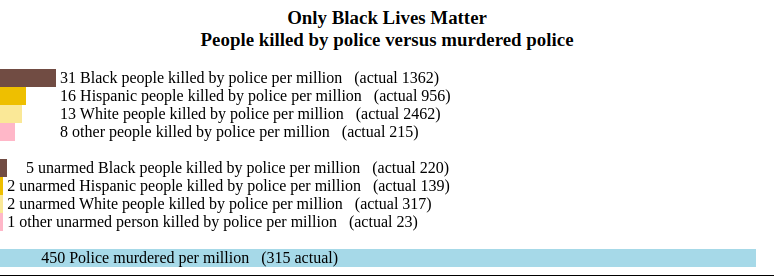 Only Black Lives Matter
People killed by police versus murdered police
31 Black people killed by police per million (actual 1362)
16 Hispanic people killed by police per million (actual 956)
13 White people killed by police per million (actual 2462)
8 other people killed by police per million (actual 215)
5 unarmed Black people killed by police per million (actual 220)
2 unarmed Hispanic people killed by police per million (actual 139)
2 unarmed White people killed by police per million (actual 317)
1 other unarmed person killed by police per million (actual 23)
450 Police murdered per million (315 actual)